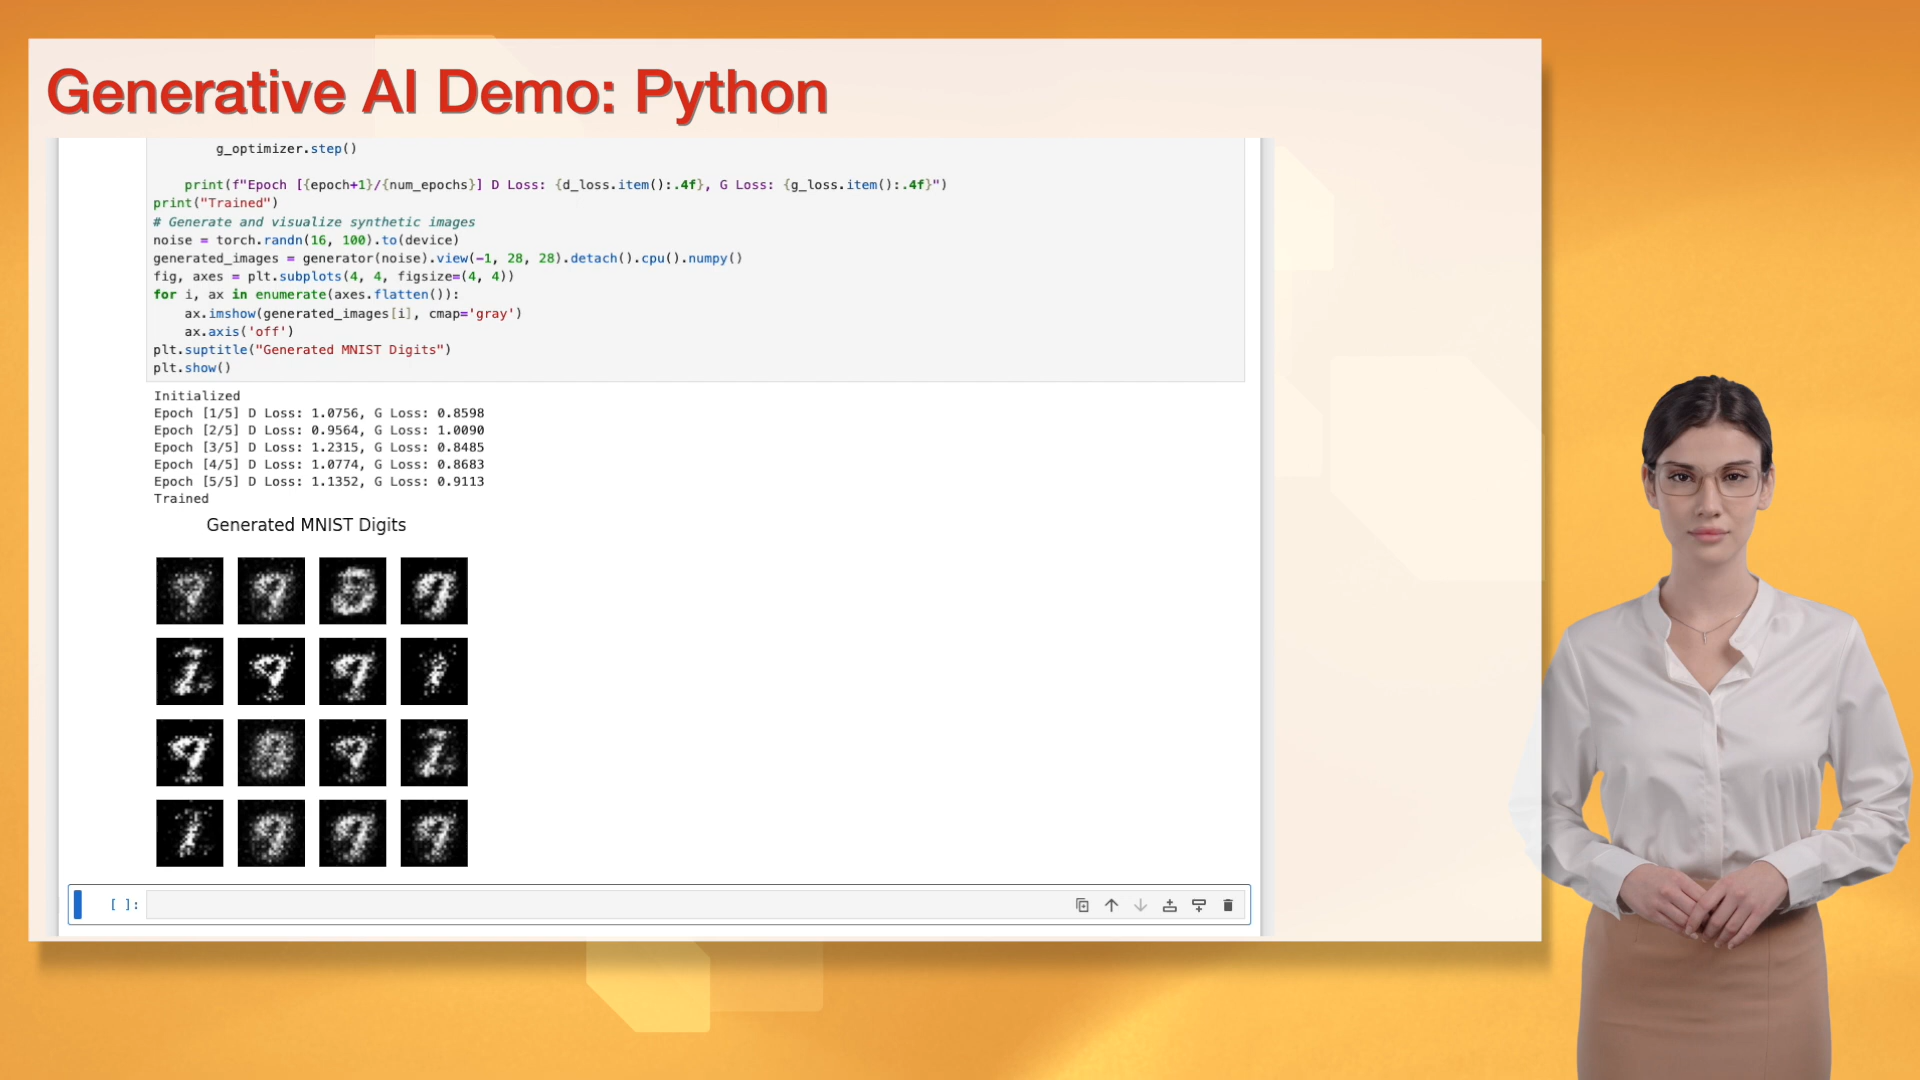 Generative AI Demo: Python
g_optimizer.step()
print(f"Epoch [{epoch+1}/{num_epochs}] D Loss: {d_loss.item():.4f}, G Loss: {g_loss.item():.4f}")
print("Trained")
# Generate and visualize synthetic images
noise = torch.randn(16, 100).to(device)
generated_images = generator(noise).view(-1, 28, 28).detach().cpu().numpy()
fig, axes = plt.subplots(4, 4, figsize=(4, 4))
for i, ax in enumerate(axes.flatten()):
ax.imshow(generated_images[i], cmap='gray')
ax.axis('off')
plt.suptitle("Generated MNIST Digits")
plt.show()
Initialized
Epoch [1/5] D Loss: 1.0756, G Loss: 0.8598
Epoch [2/5] D Loss: 0.9564, G Loss: 1.0090
Epoch [3/5] D Loss: 1.2315, G Loss: 0.8485
Epoch [4/5] D Loss: 1.0774, G Loss: 0.8683
Epoch [5/5] D Loss: 1.1352, G Loss: 0.9113
Trained
Generated MNIST Digits
[ ]: